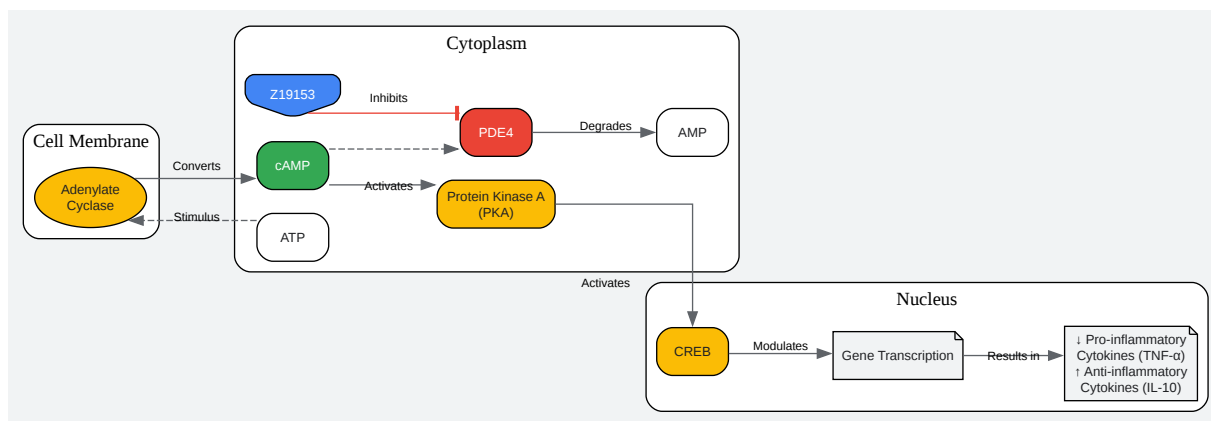 Cytoplasm
Z19153
Inhibits
PDE4
Degrades
AMP
Cell Membrane
Adenylate
Cyclase
Converts
cAMP
Activates
Protein Kinase A
(PKA)
Stimulus
ATP
Activates
Nucleus
CREB
Modulates
Gene Transcription
Results in
↓ Pro-inflammatory
Cytokines (TNF-α)
↑ Anti-inflammatory
Cytokines (IL-10)